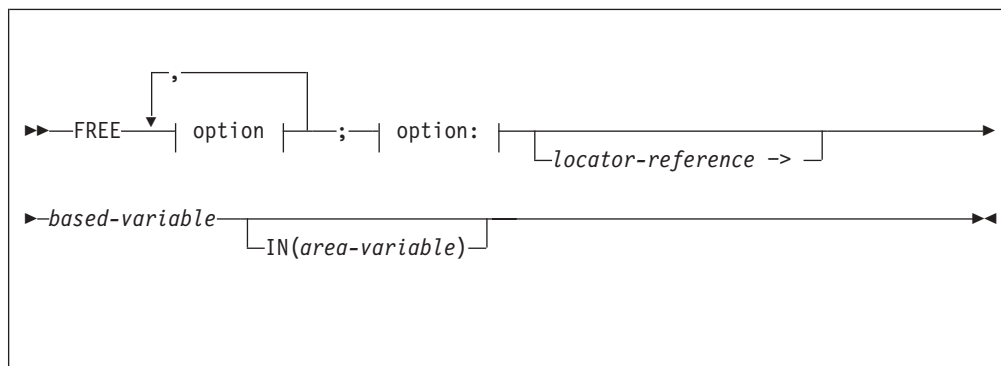 ,
FREE option ; option: locator-reference –>
based-variable IN(area-variable)